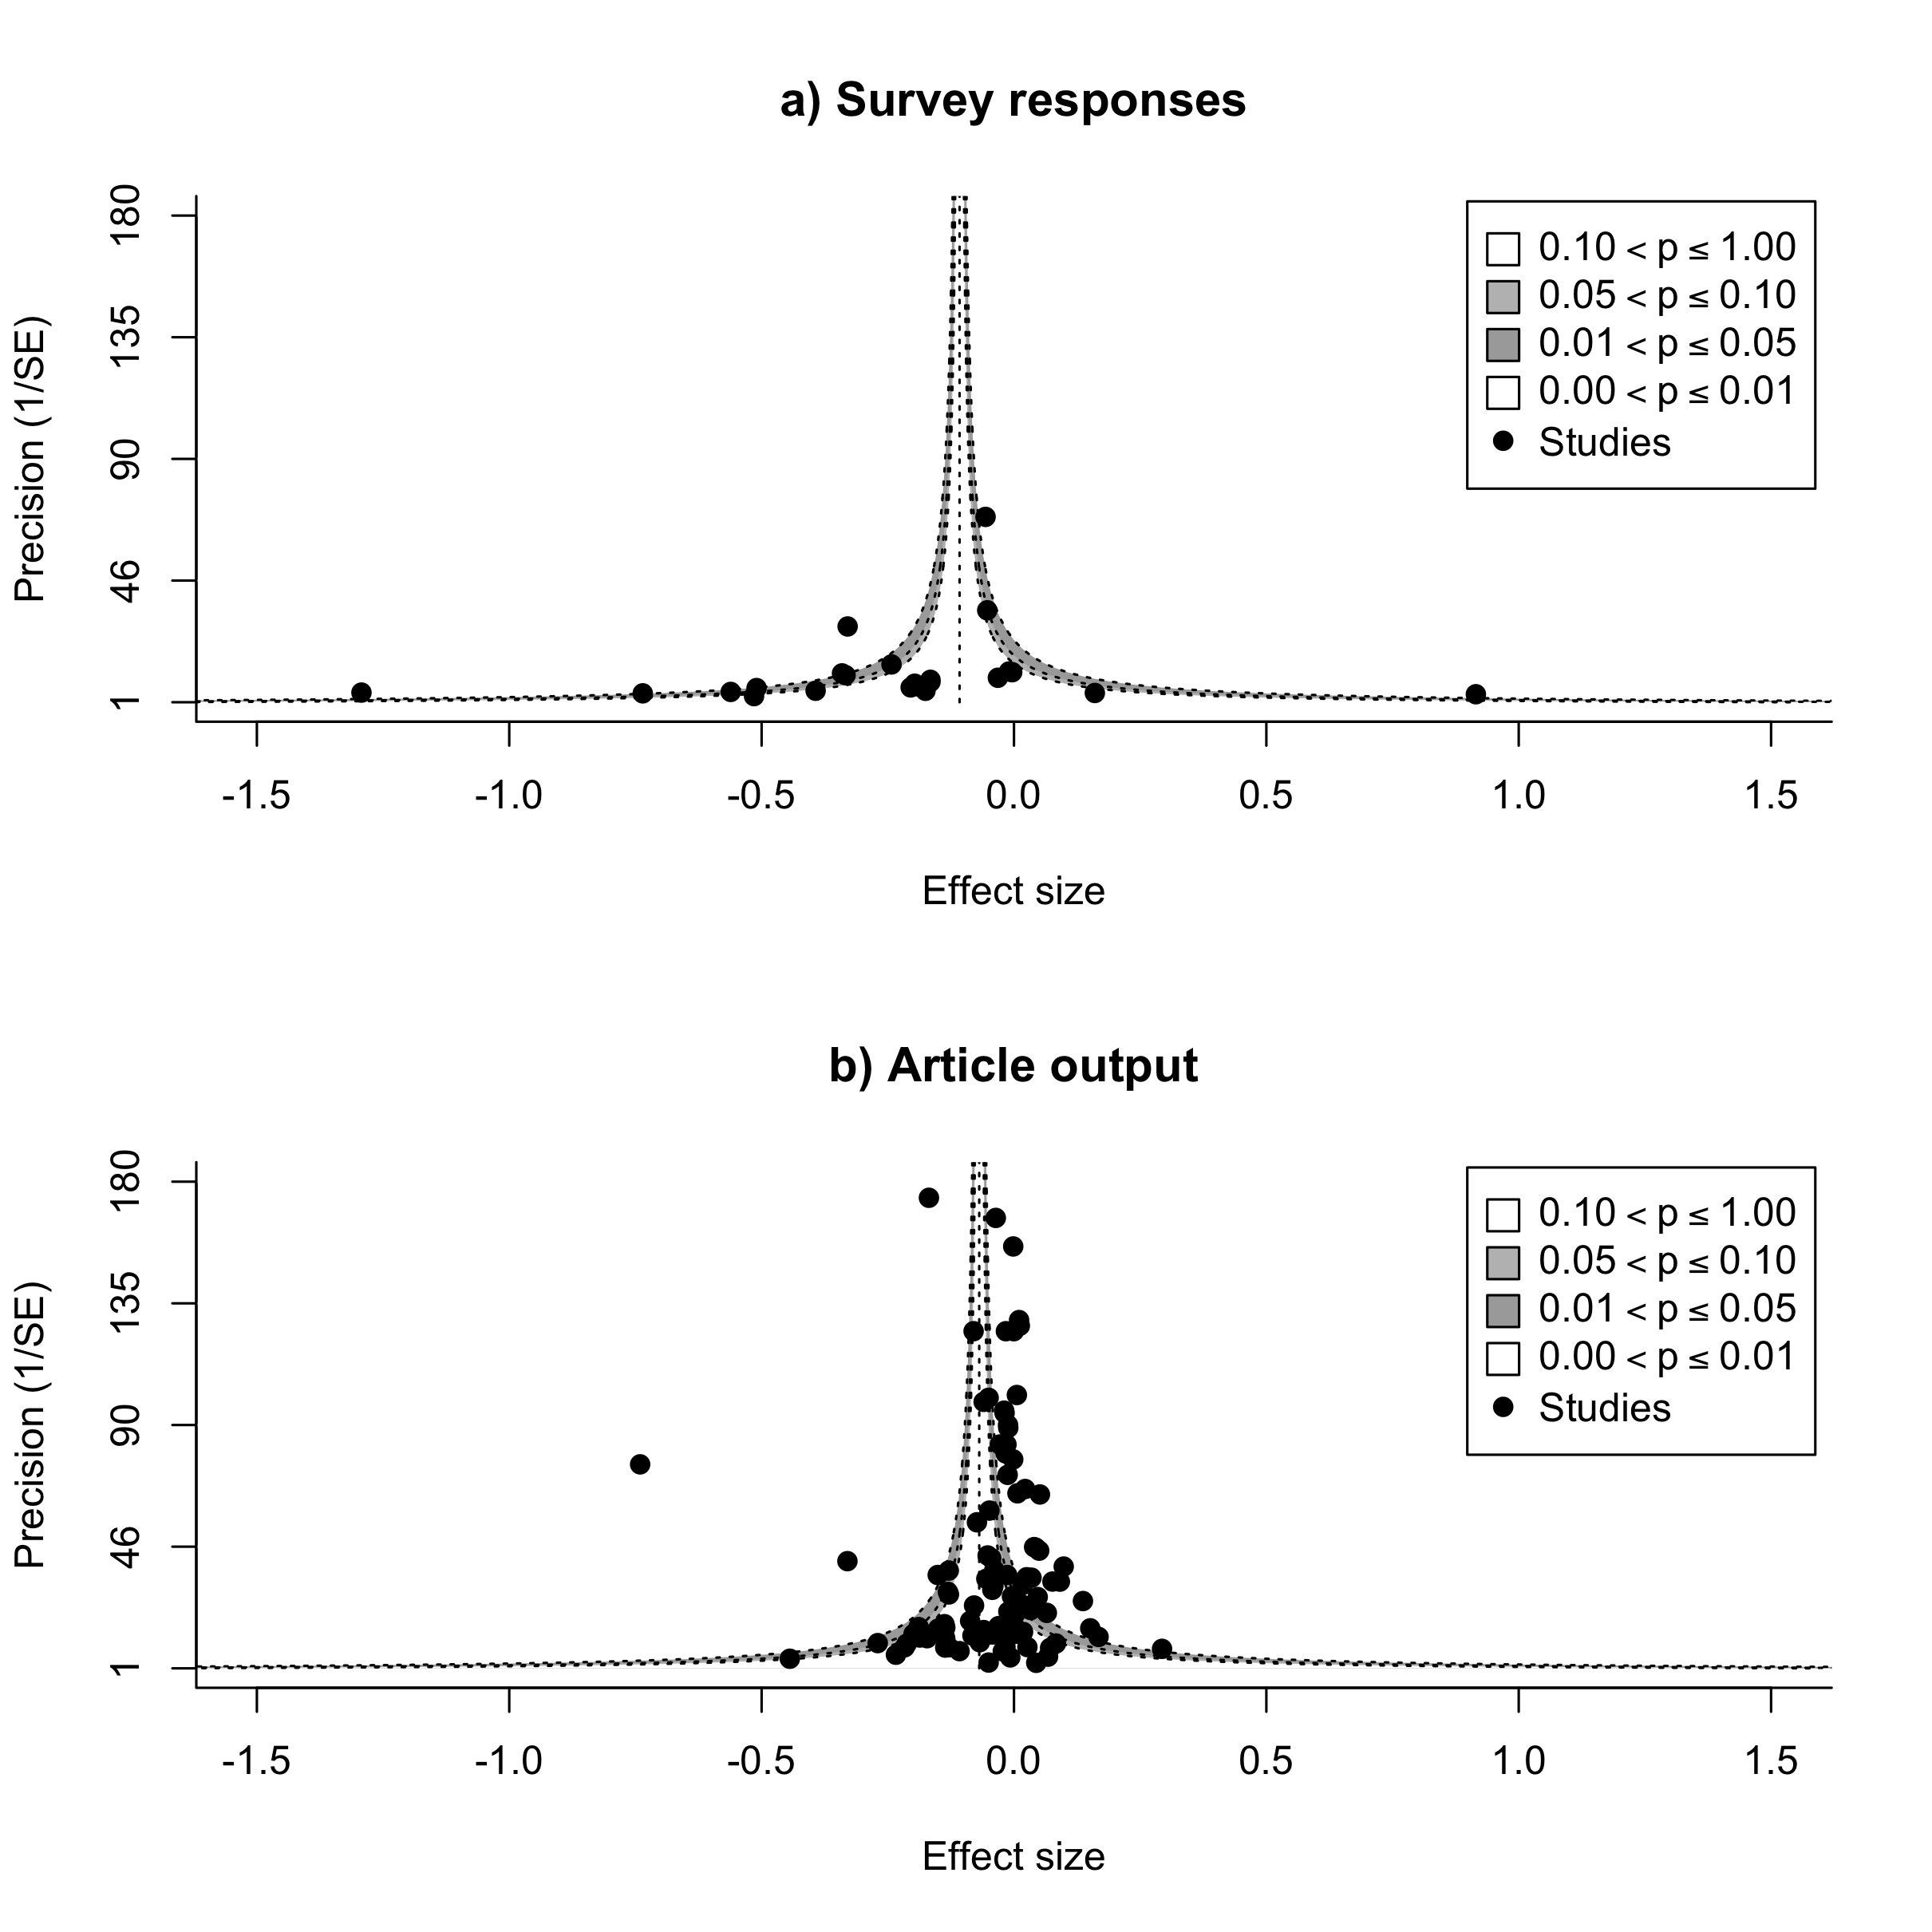 a) Survey responses
180
135
90
46
1
Precision (1/SE)
0.10 < p ≤ 1.00
0.05 < p ≤ 0.10
0.01 < p ≤ 0.05
0.00 < p ≤ 0.01
Studies
-1.5 -1.0 -0.5 0.0 0.5 1.0 1.5
Effect size
b) Article output
180
135
90
46
1
Precision (1/SE)
0.10 < p ≤ 1.00
0.05 < p ≤ 0.10
0.01 < p ≤ 0.05
0.00 < p ≤ 0.01
Studies
-1.5 -1.0 -0.5 0.0 0.5 1.0 1.5
Effect size